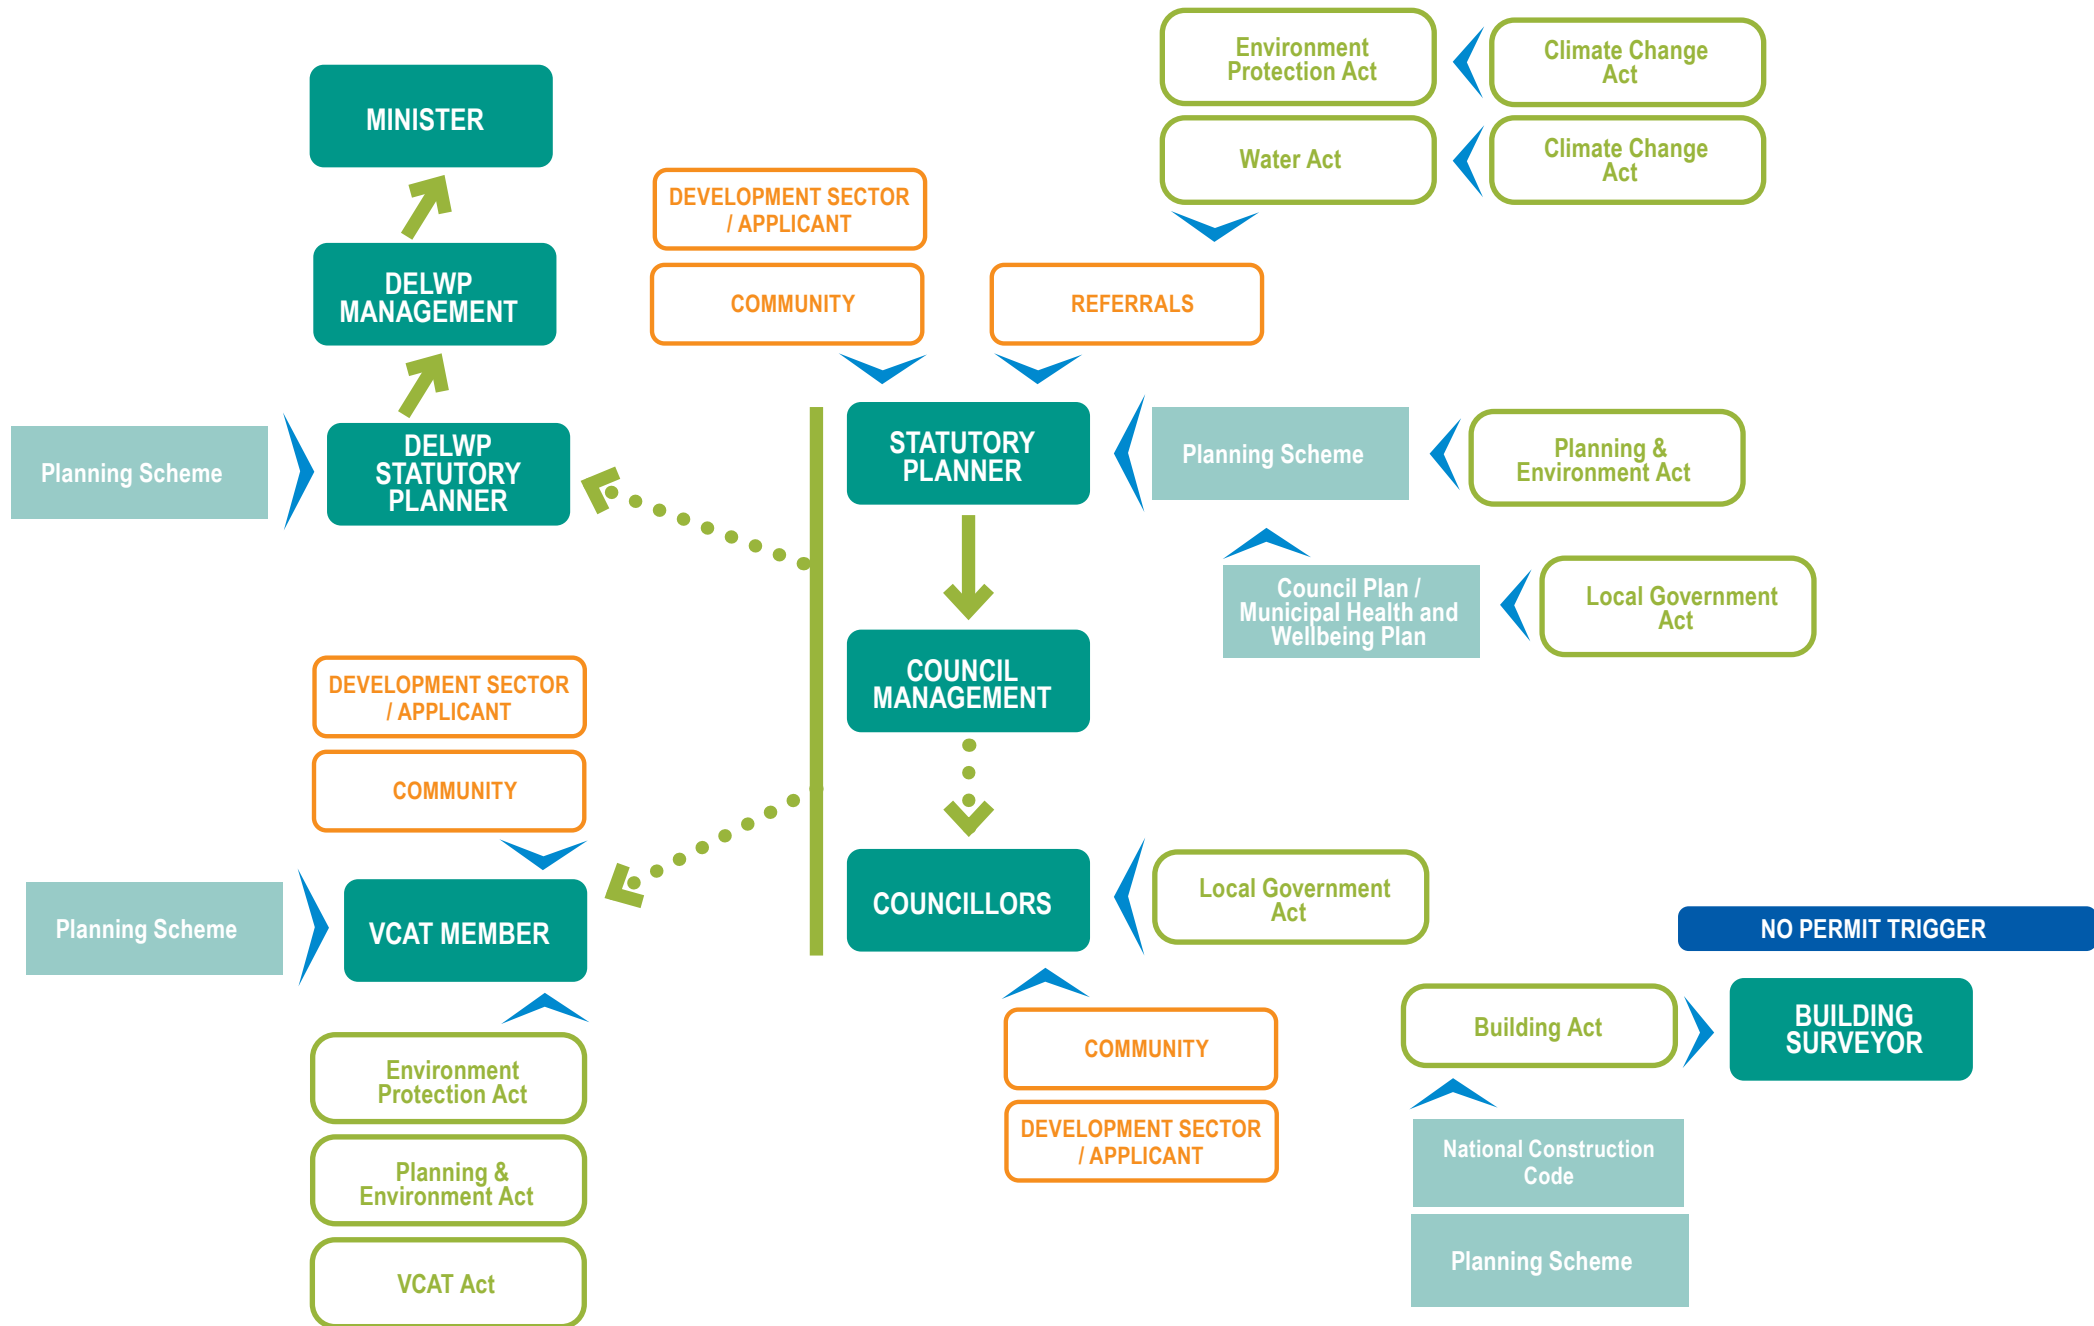 Environment
Protection Act
Climate Change
Act
MINISTER
Water Act
Climate Change
Act
DEVELOPMENT SECTOR
/ APPLICANT
DELWP
MANAGEMENT
COMMUNITY
REFERRALS
Planning Scheme
DELWP
STATUTORY
PLANNER
STATUTORY
PLANNER
Planning Scheme
Planning &
Environment Act
Council Plan /
Municipal Health and
Wellbeing Plan
Local Government
Act
COUNCIL
MANAGEMENT
DEVELOPMENT SECTOR
/ APPLICANT
COMMUNITY
Planning Scheme
VCAT MEMBER
COUNCILLORS
Local Government
Act
NO PERMIT TRIGGER
Building Act
BUILDING
SURVEYOR
Environment
Protection Act
COMMUNITY
DEVELOPMENT SECTOR
/ APPLICANT
National Construction
Code
Planning &
Environment Act
Planning Scheme
VCAT Act